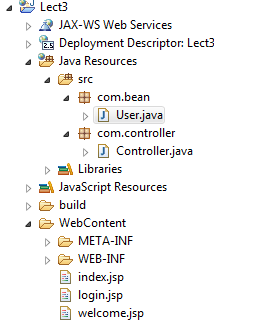 Lect3
JAX-WS Web Services
Deployment Descriptor: Lect3
Java Resources
src
com.bean
User.java
com.controller
Controller.java
Libraries
JavaScript Resources
build
WebContent
META-INF
WEB-INF
index.jsp
login.jsp
welcome.jsp